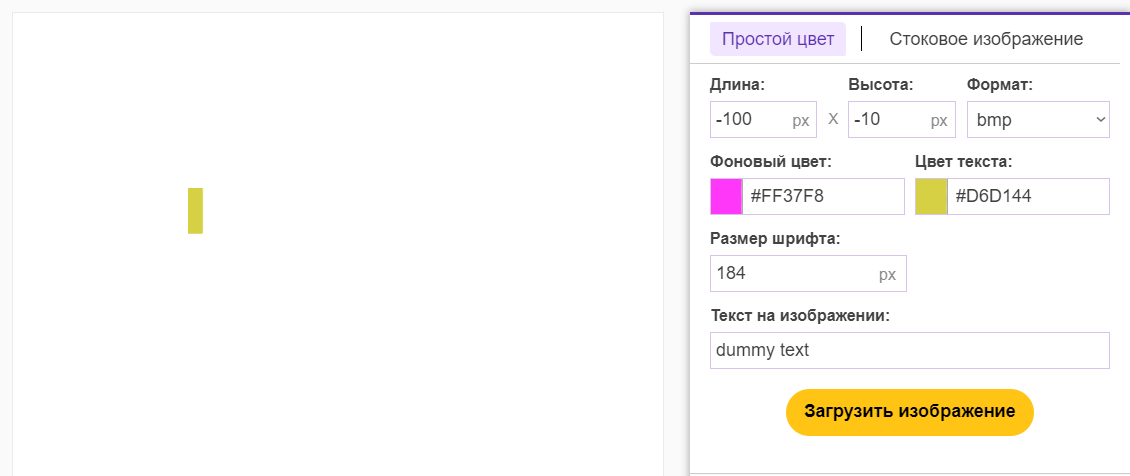 Простой цвет | Стоковое изображение
Длина: Высота: Формат:
-100 px X -10 px bmp
Фоновый цвет: Цвет текста:
#FF37F8 #D6D144
Размер шрифта:
184 px
Текст на изображении:
dummy text
Загрузить изображение